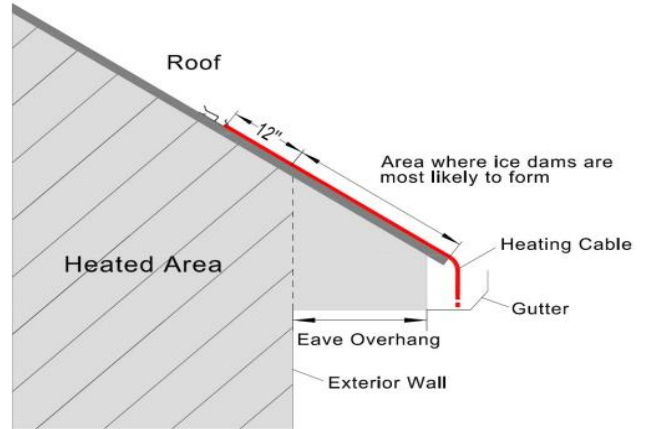 Roof
12"
Area where ice dams are
most likely to form
Heating Cable
Heated Area
Gutter
Eave Overhang
Exterior Wall